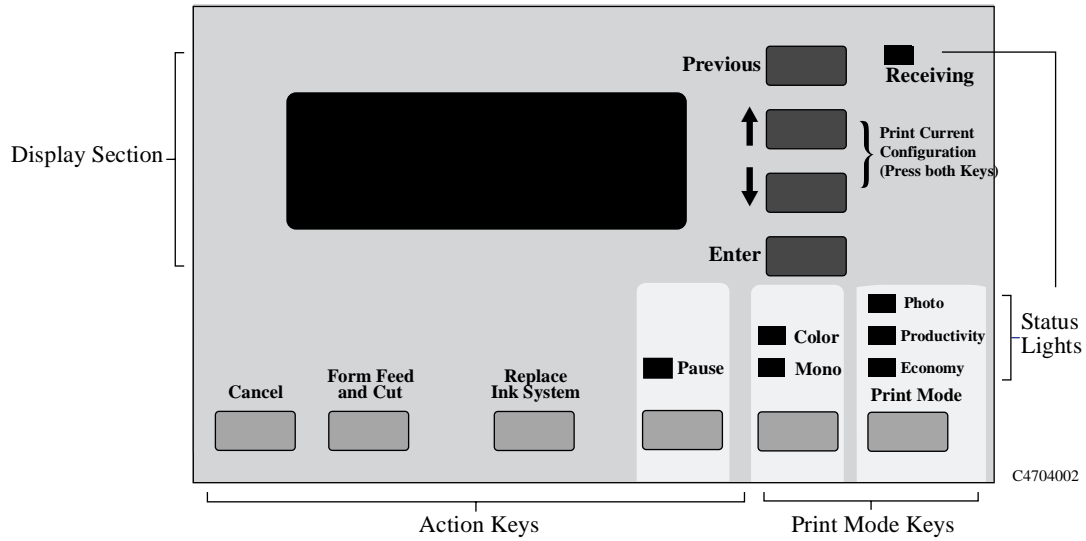 Previous
Receiving
Display Section
Print Current
Configuration
(Press both Keys)
Enter
Photo
Productivity
Economy
Status
Lights
Color
Mono
Pause
Print Mode
Cancel
Form Feed
and Cut
Replace
Ink System
C4704002
Action Keys
Print Mode Keys